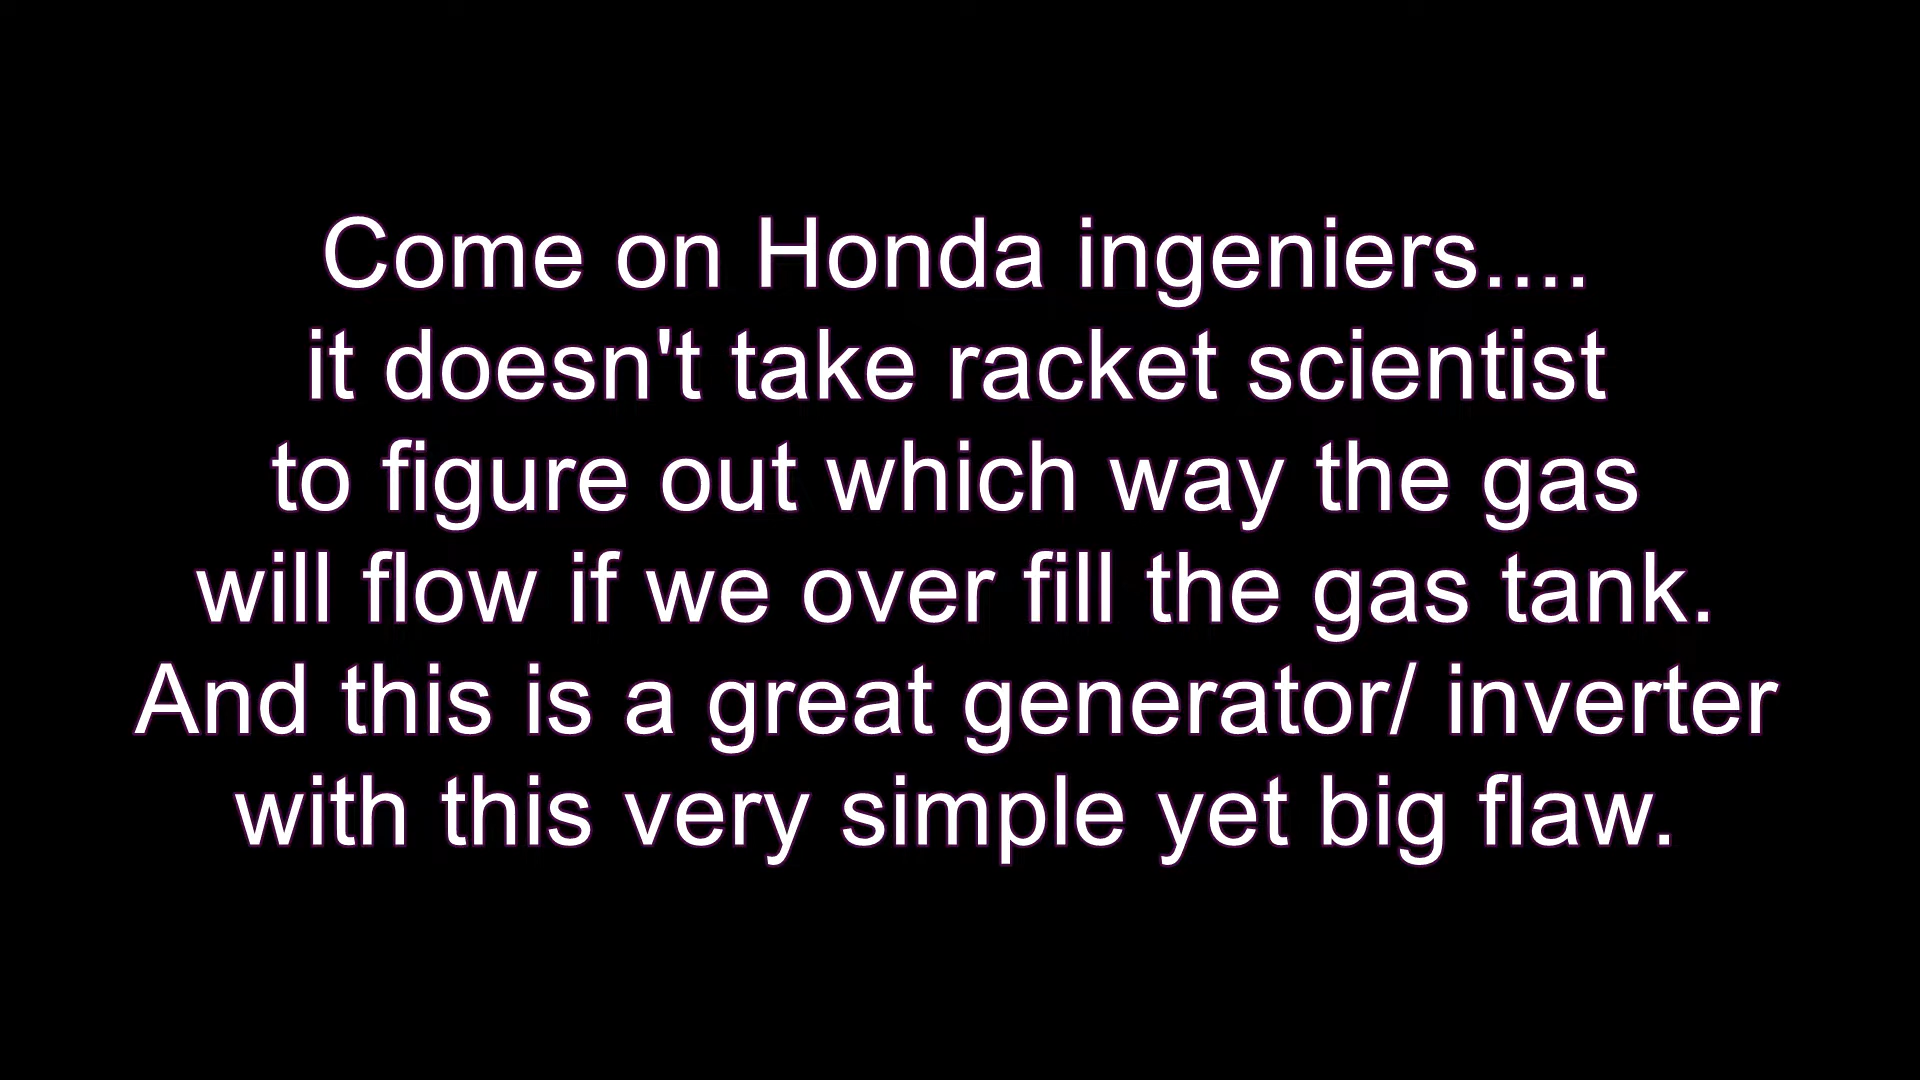 Come on Honda ingeniers....
it doesn't take racket scientist
to figure out which way the gas
will flow if we over fill the gas tank.
And this is a great generator/ inverter
with this very simple yet big flaw.